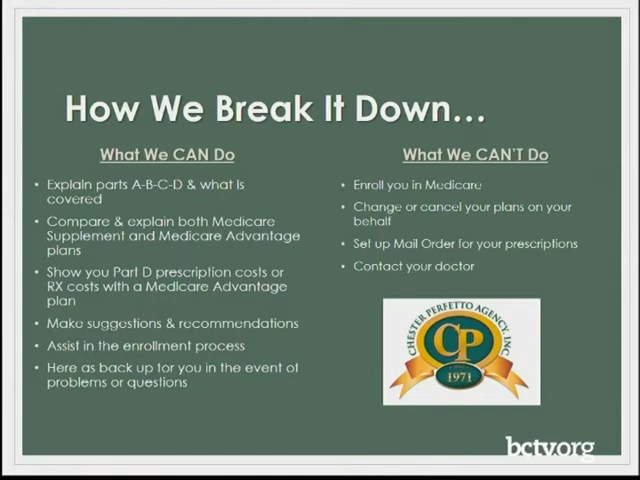 How We Break It Down...
What We CAN Do
• Explain parts A-B-C-D & what is
covered
• Compare & explain both Medicare
Supplement and Medicare Advantage
plans
• Show you Part D prescription costs or
RX costs with a Medicare Advantage
plan
• Make suggestions & recommendations
• Assist in the enrollment process
• Here as back up for you in the event of
problems or questions
What We CAN'T Do
• Enroll you in Medicare
• Change or cancel your plans on your
behalf
• Set up Mail Order for your prescriptions
• Contact your doctor
CHESTER PERFETTO AGENCY, INC
CP
1971
bctv.org